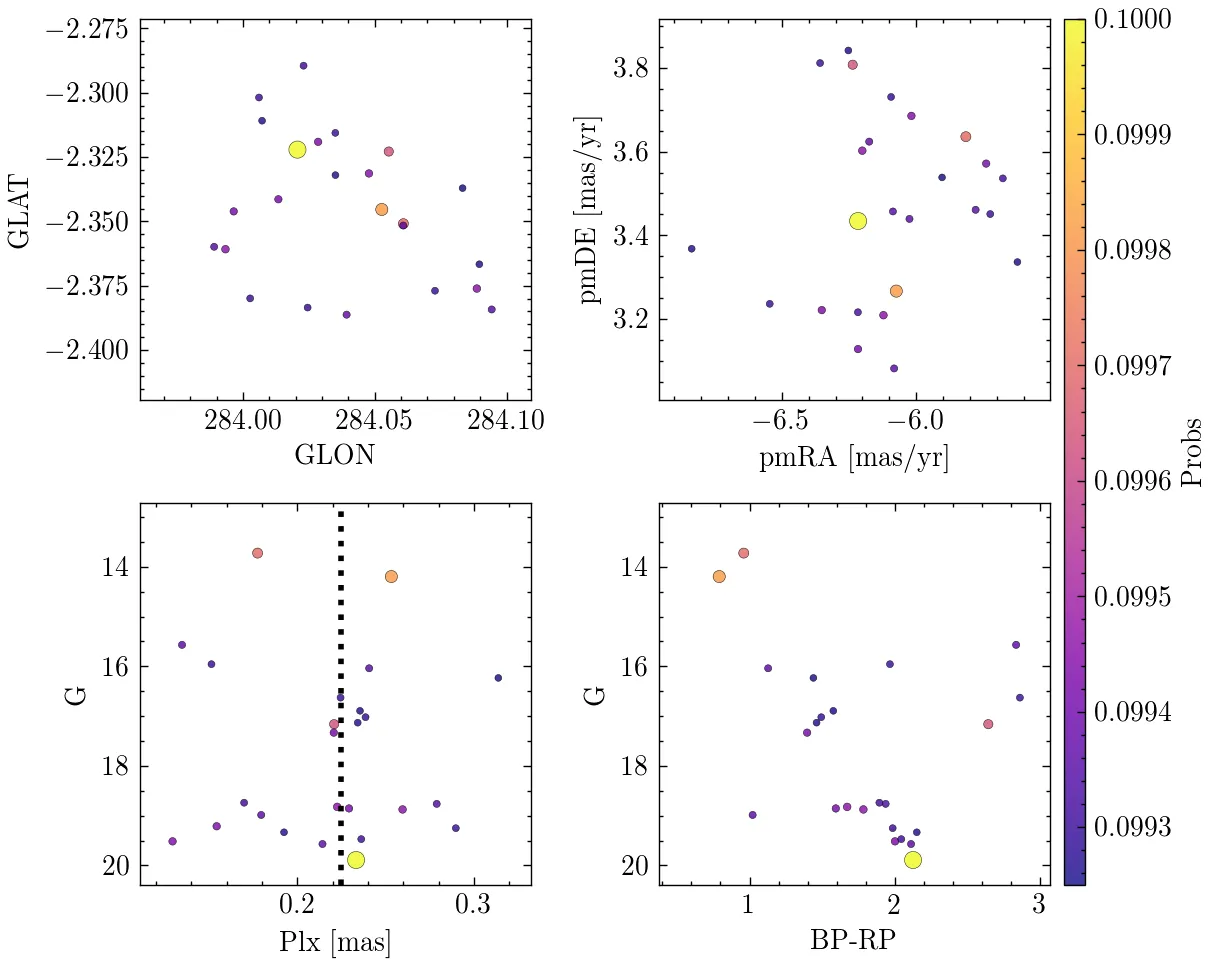 −2.275
−2.300
−2.325
−2.350
−2.375
−2.400
GLAT
284.00 284.05 284.10
GLON
3.8
3.6
3.4
3.2
pmDE [mas/yr]
−6.5 −6.0
pmRA [mas/yr]
14
16
18
20
G
0.2 0.3
Plx [mas]
14
16
18
20
G
1 2 3
BP-RP
0.1000
0.0999
0.0998
0.0997
0.0996
0.0995
0.0994
0.0993
Probs